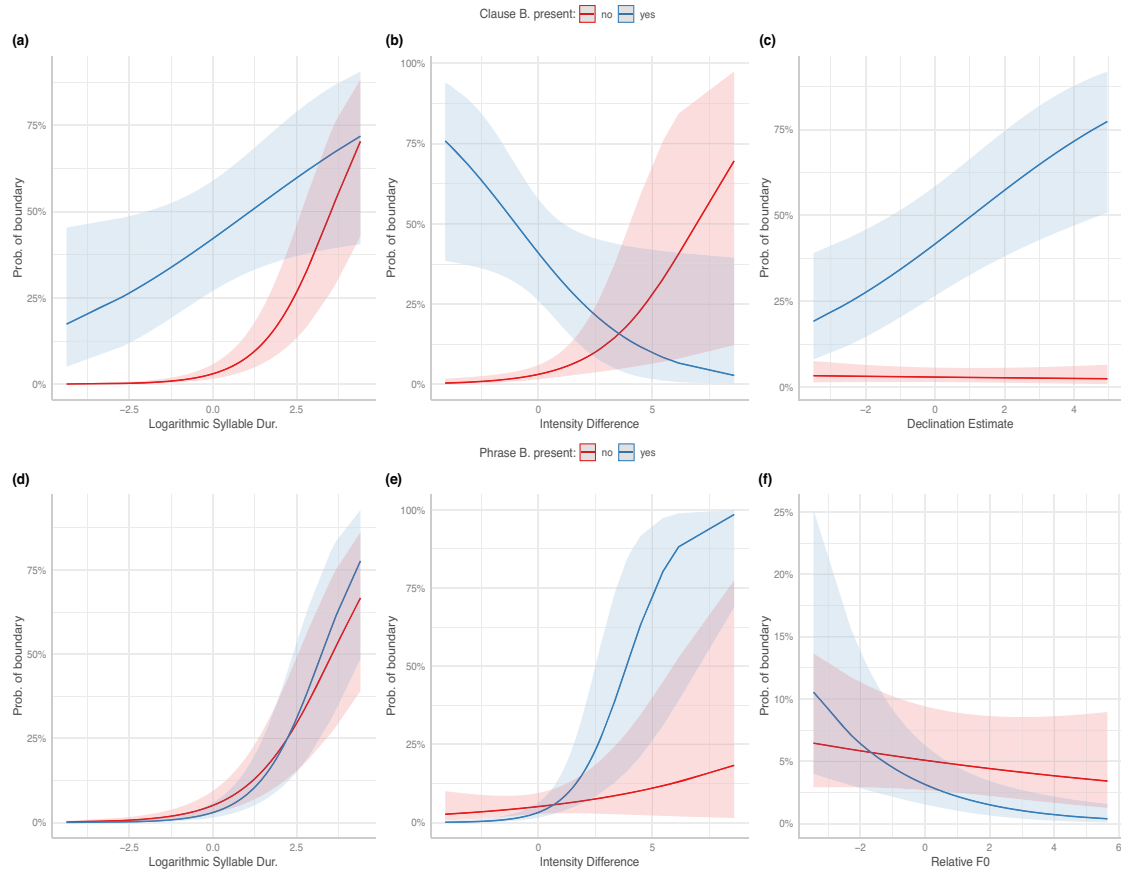 Clause B. present: no yes
(a) (b) (c)
Prob. of boundary
75%
50%
25%
0%
−2.5 0.0 2.5
Logarithmic Syllable Dur.
Prob. of boundary
100%
75%
50%
25%
0%
0 5
Intensity Difference
Prob. of boundary
75%
50%
25%
0%
−2 0 2 4
Declination Estimate
Phrase B. present: no yes
(d) (e) (f)
Prob. of boundary
75%
50%
25%
0%
−2.5 0.0 2.5
Logarithmic Syllable Dur.
Prob. of boundary
100%
75%
50%
25%
0%
0 5
Intensity Difference
Prob. of boundary
25%
20%
15%
10%
5%
0%
−2 0 2 4 6
Relative F0